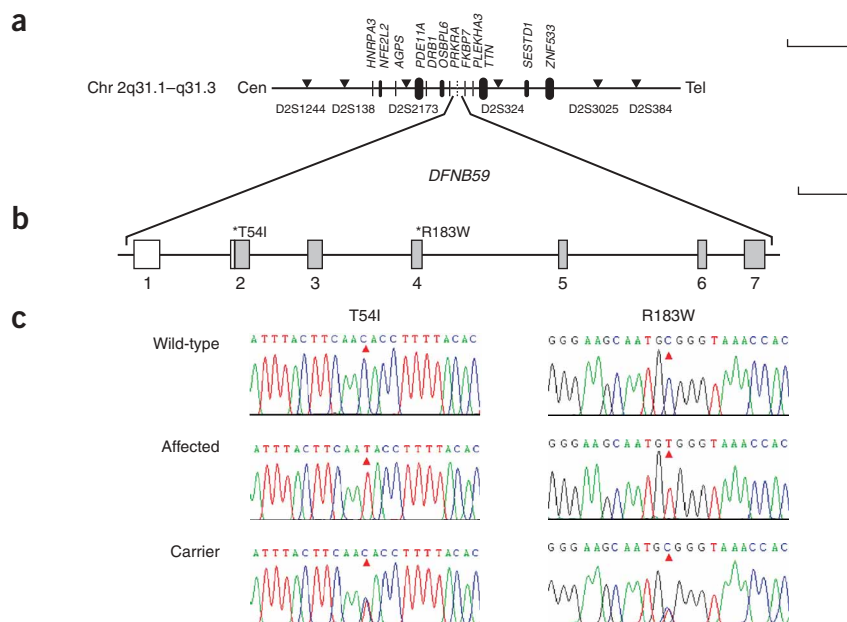 a
HNRPA3
NFE2L2
AGPS
PDE11A
DRB1
OSBPL6
PRKRA
FKBP7
PLEKHA3
TTN
SESTD1
ZNF533
Chr 2q31.1–q31.3 Cen Tel
D2S1244 D2S138 D2S2173 D2S324 D2S3025 D2S384
DFNB59
b
*T54I *R183W
1 2 3 4 5 6 7
c
T54I R183W
Wild-type
ATTTACTTCAACACCTTTTACAC GGGAAGCAATGCGGGTAAACCAC
Affected
ATTTACTTCAATACCTTTTACAC GGGAAGCAATGTGGGTAAACCAC
Carrier
ATTTACTTCAACACCTTTTACAC GGGAAGCAATGCGGGTAAACCAC